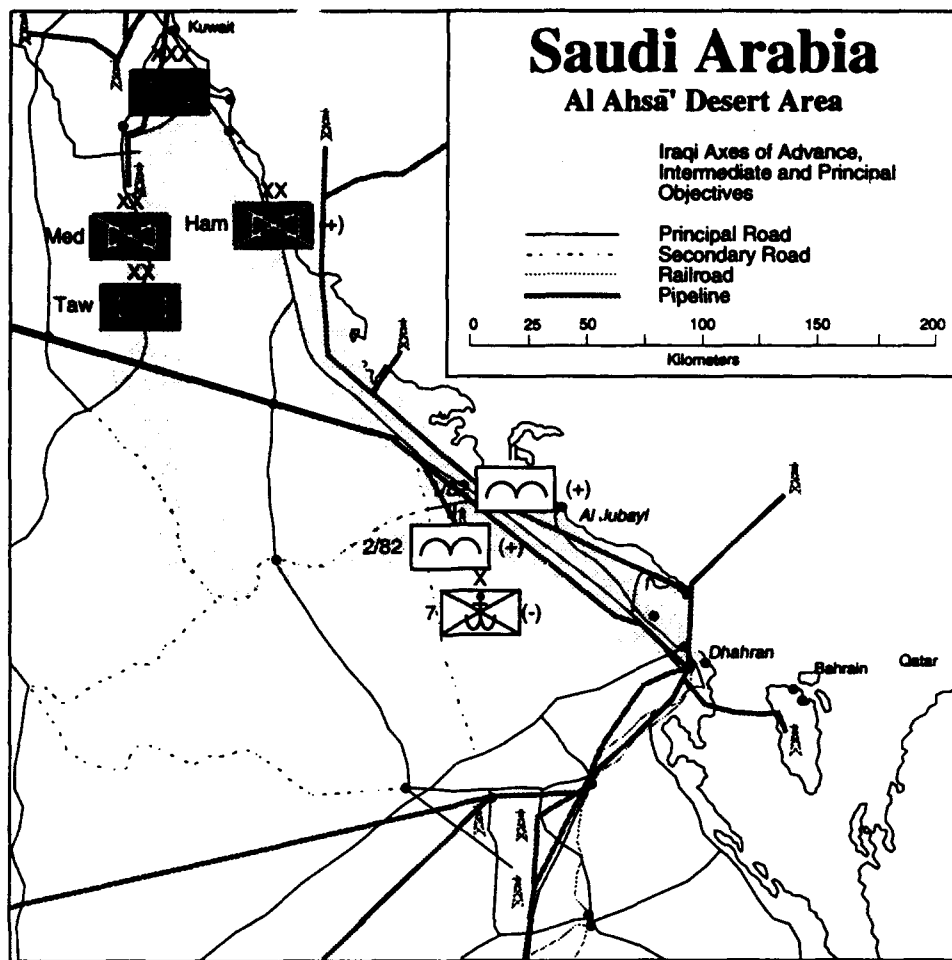 Saudi Arabia
Al Ahsā' Desert Area
Iraqi Axes of Advance,
Intermediate and Principal
Objectives
Principal Road
Secondary Road
Railroad
Pipeline
0 25 50 100 150 200
Kilometers
Kuwait
XX
XX
Med
XX
Ham
+)
XX
Taw
(+)
Al Jubayl
2/82
(+)
X
7
(-)
Dhahran
Bahrain
Qatar